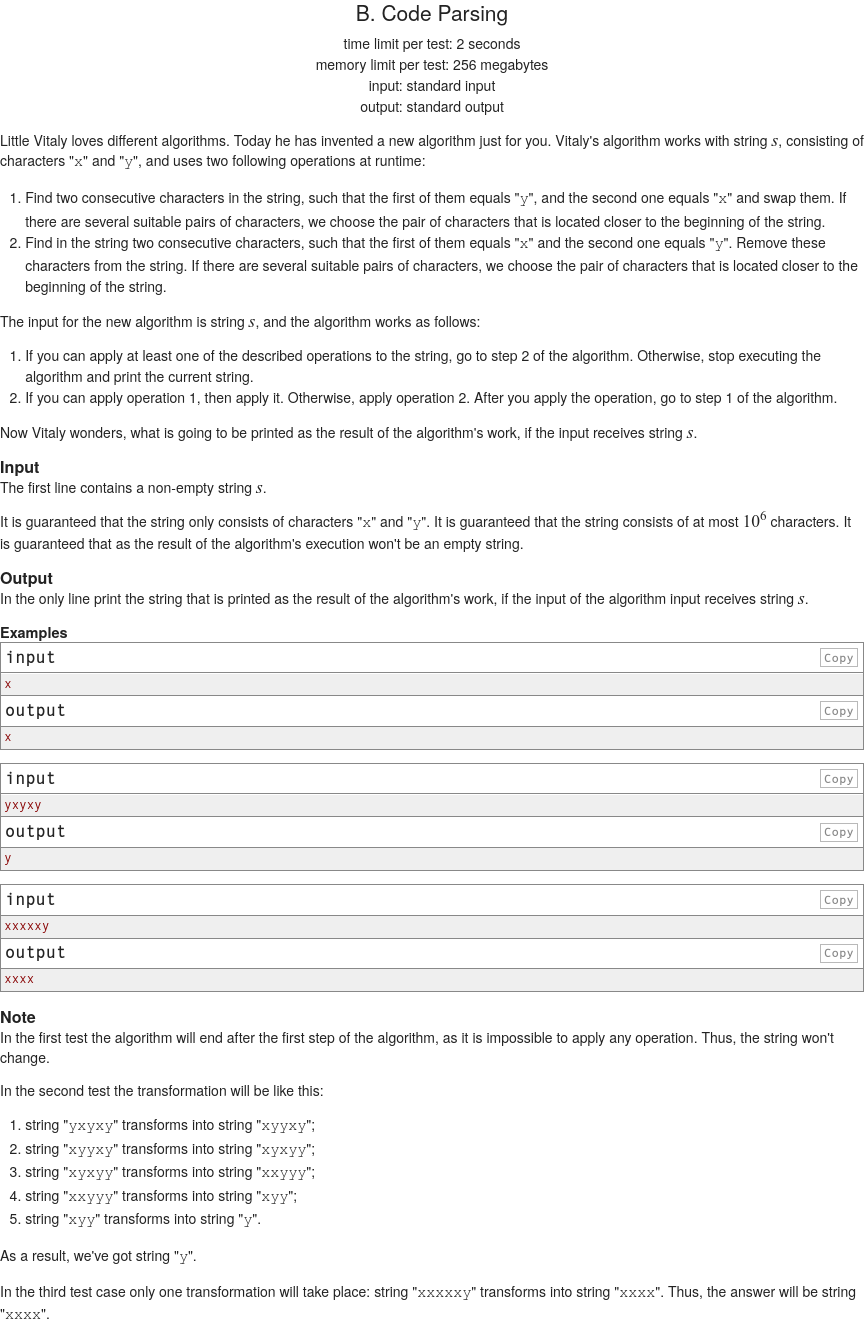 B. Code Parsing
time limit per test: 2 seconds
memory limit per test: 256 megabytes
input: standard input
output: standard output
Little Vitaly loves different algorithms. Today he has invented a new algorithm just for you. Vitaly's algorithm works with string s, consisting of
characters "x" and "y", and uses two following operations at runtime:
1. Find two consecutive characters in the string, such that the first of them equals "y", and the second one equals "x" and swap them. If
there are several suitable pairs of characters, we choose the pair of characters that is located closer to the beginning of the string.
2. Find in the string two consecutive characters, such that the first of them equals "x" and the second one equals "y". Remove these
characters from the string. If there are several suitable pairs of characters, we choose the pair of characters that is located closer to the
beginning of the string.
The input for the new algorithm is string s, and the algorithm works as follows:
1. If you can apply at least one of the described operations to the string, go to step 2 of the algorithm. Otherwise, stop executing the
algorithm and print the current string.
2. If you can apply operation 1, then apply it. Otherwise, apply operation 2. After you apply the operation, go to step 1 of the algorithm.
Now Vitaly wonders, what is going to be printed as the result of the algorithm's work, if the input receives string s.
Input
The first line contains a non-empty string s.
It is guaranteed that the string only consists of characters "x" and "y". It is guaranteed that the string consists of at most 10^6 characters. It
is guaranteed that as the result of the algorithm's execution won't be an empty string.
Output
In the only line print the string that is printed as the result of the algorithm's work, if the input of the algorithm input receives string s.
Examples
input Copy
x
output Copy
x
input Copy
yxyxy
output Copy
y
input Copy
xxxxxy
output Copy
xxxx
Note
In the first test the algorithm will end after the first step of the algorithm, as it is impossible to apply any operation. Thus, the string won't
change.
In the second test the transformation will be like this:
1. string "yxyxy" transforms into string "xyyxy";
2. string "xyyxy" transforms into string "xyxyy";
3. string "xyxyy" transforms into string "xxyyy";
4. string "xxyyy" transforms into string "xyy";
5. string "xyy" transforms into string "y".
As a result, we've got string "y".
In the third test case only one transformation will take place: string "xxxxxy" transforms into string "xxxx". Thus, the answer will be string
"xxxx".